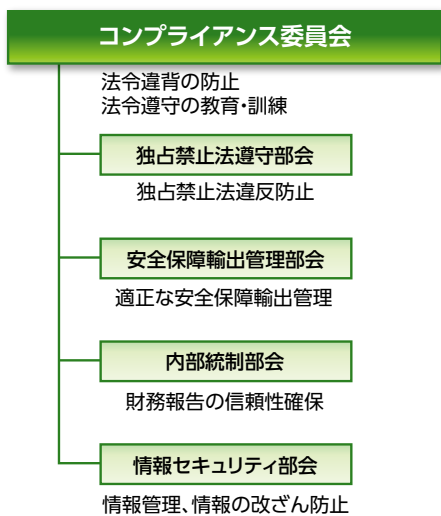 コンプライアンス委員会
法令違背の防止
法令遵守の教育・訓練
独占禁止法遵守部会
独占禁止法違反防止
安全保障輸出管理部会
適正な安全保障輸出管理
内部統制部会
財務報告の信頼性確保
情報セキュリティ部会
情報管理、情報の改ざん防止